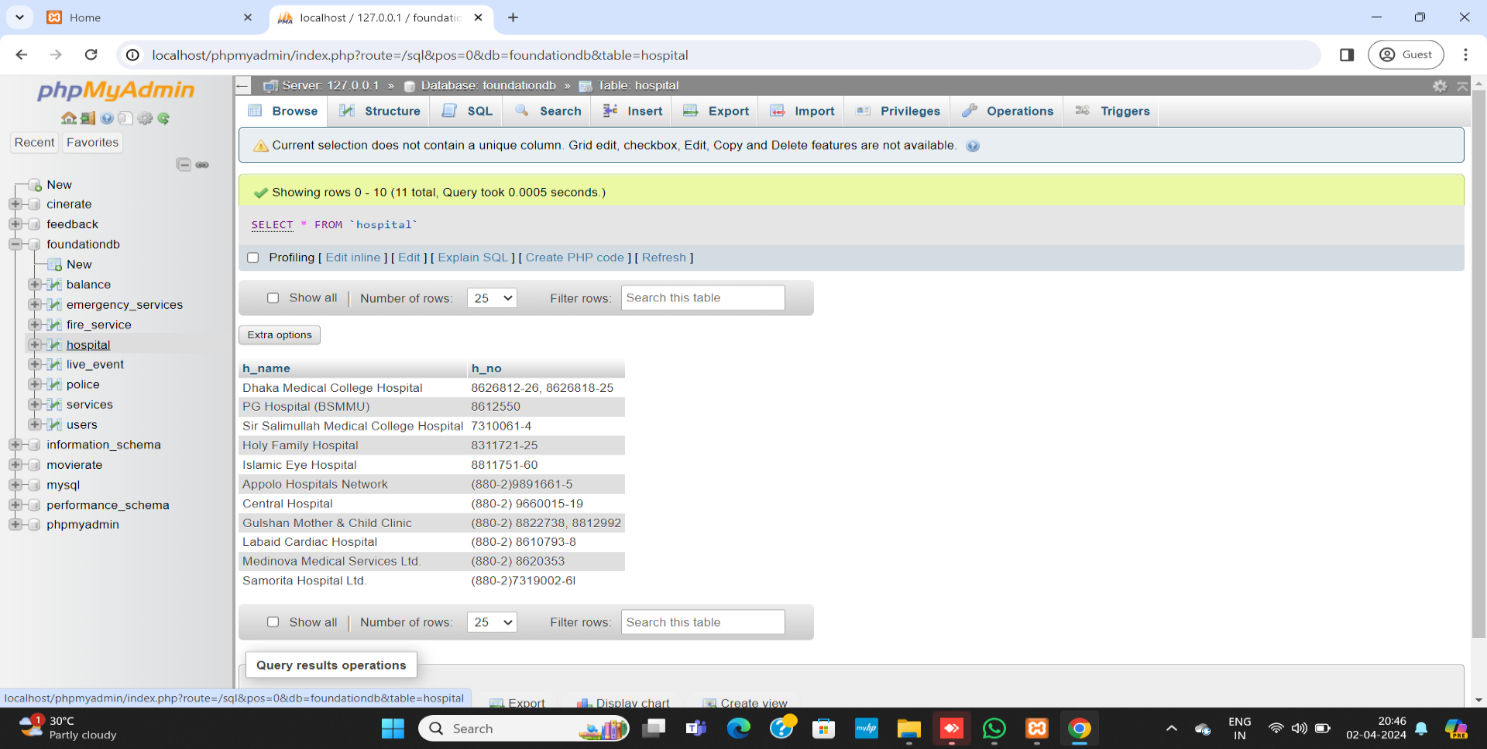 Home
localhost / 127.0.0.1 / foundatio
localhost/phpmyadmin/index.php?route=/sql&pos=0&db=foundationdb&table=hospital
Guest
phpMyAdmin
Recent Favorites
New
cinerate
feedback
foundationdb
New
balance
emergency_services
fire_service
hospital
live_event
police
services
users
information_schema
movierate
mysql
performance_schema
phpmyadmin
Server: 127.0.0.1 » Database: foundationdb » Table: hospital
Browse Structure SQL Search Insert Export Import Privileges Operations Triggers
Current selection does not contain a unique column. Grid edit, checkbox, Edit, Copy and Delete features are not available.
Showing rows 0 - 10 (11 total, Query took 0.0005 seconds.)
SELECT * FROM `hospital`
Profiling [ Edit inline ] [ Edit ] [ Explain SQL ] [ Create PHP code ] [ Refresh ]
Show all | Number of rows: 25 Filter rows: Search this table
Extra options
h_name h_no
Dhaka Medical College Hospital 8626812-26, 8626818-25
PG Hospital (BSMMU) 8612550
Sir Salimullah Medical College Hospital 7310061-4
Holy Family Hospital 8311721-25
Islamic Eye Hospital 8811751-60
Appolo Hospitals Network (880-2)9891661-5
Central Hospital (880-2) 9660015-19
Gulshan Mother & Child Clinic (880-2) 8822738, 8812992
Labaid Cardiac Hospital (880-2) 8610793-8
Medinova Medical Services Ltd. (880-2) 8620353
Samorita Hospital Ltd. (880-2)7319002-6l
Show all | Number of rows: 25 Filter rows: Search this table
Query results operations
Export Display chart Create view
localhost/phpmyadmin/index.php?route=/sql&pos=0&db=foundationdb&table=hospital
1 30°C
Partly cloudy
Search
myhp
ENG
IN
20:46
02-04-2024
PRE